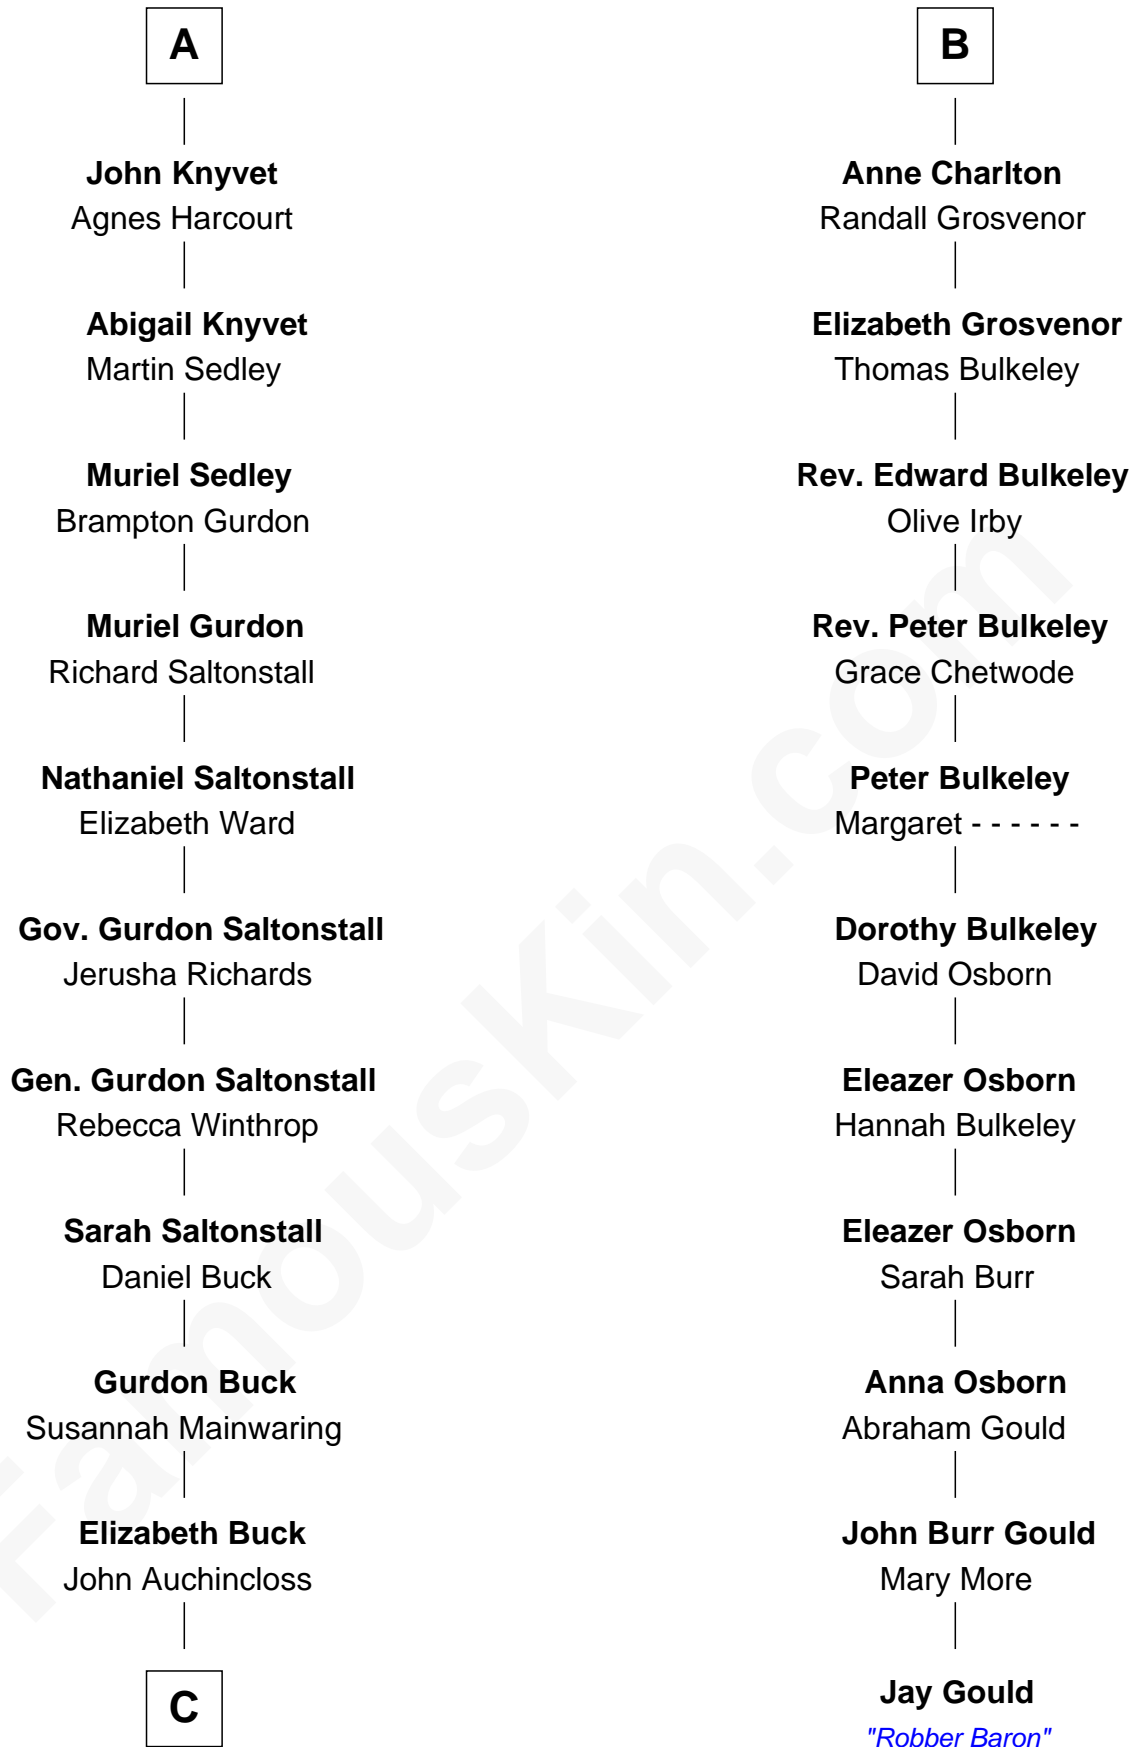 A
John Knyvet
Agnes Harcourt
Abigail Knyvet
Martin Sedley
Muriel Sedley
Brampton Gurdon
Muriel Gurdon
Richard Saltonstall
Nathaniel Saltonstall
Elizabeth Ward
Gov. Gurdon Saltonstall
Jerusha Richards
Gen. Gurdon Saltonstall
Rebecca Winthrop
Sarah Saltonstall
Daniel Buck
Gurdon Buck
Susannah Mainwaring
Elizabeth Buck
John Auchincloss
C
B
Anne Charlton
Randall Grosvenor
Elizabeth Grosvenor
Thomas Bulkeley
Rev. Edward Bulkeley
Olive Irby
Rev. Peter Bulkeley
Grace Chetwode
Peter Bulkeley
Margaret - - - - - -
Dorothy Bulkeley
David Osborn
Eleazer Osborn
Hannah Bulkeley
Eleazer Osborn
Sarah Burr
Anna Osborn
Abraham Gould
John Burr Gould
Mary More
Jay Gould
"Robber Baron"
FamousKin.com